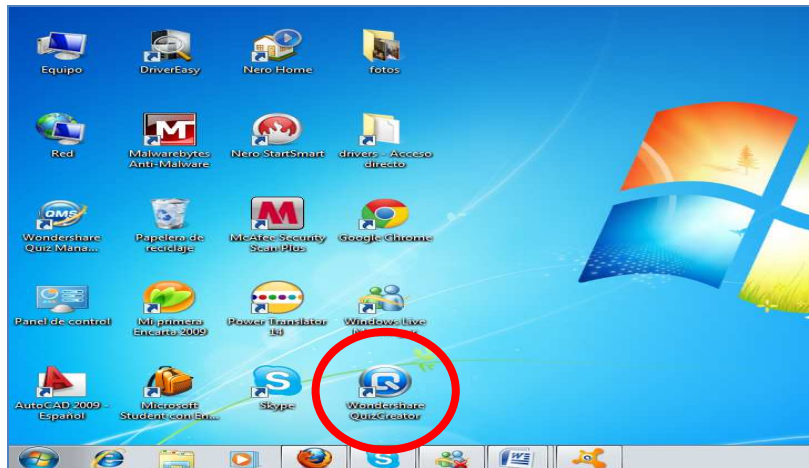 Equipo
DriverEasy
Nero Home
fotos
Red
Malwarebytes
Anti-Malware
Nero StartSmart
drivers - Acceso
directo
QMS
Wondershare
Quiz Mana...
Papelera de
reciclaje
McAfee Security
Scan Plus
Google Chrome
Panel de control
Mi primera
Encarta 2009
Power Translator
14
Windows Live
AutoCAD 2009 -
Español
Microsoft
Student con En...
Skype
Wondershare
QuizCreator